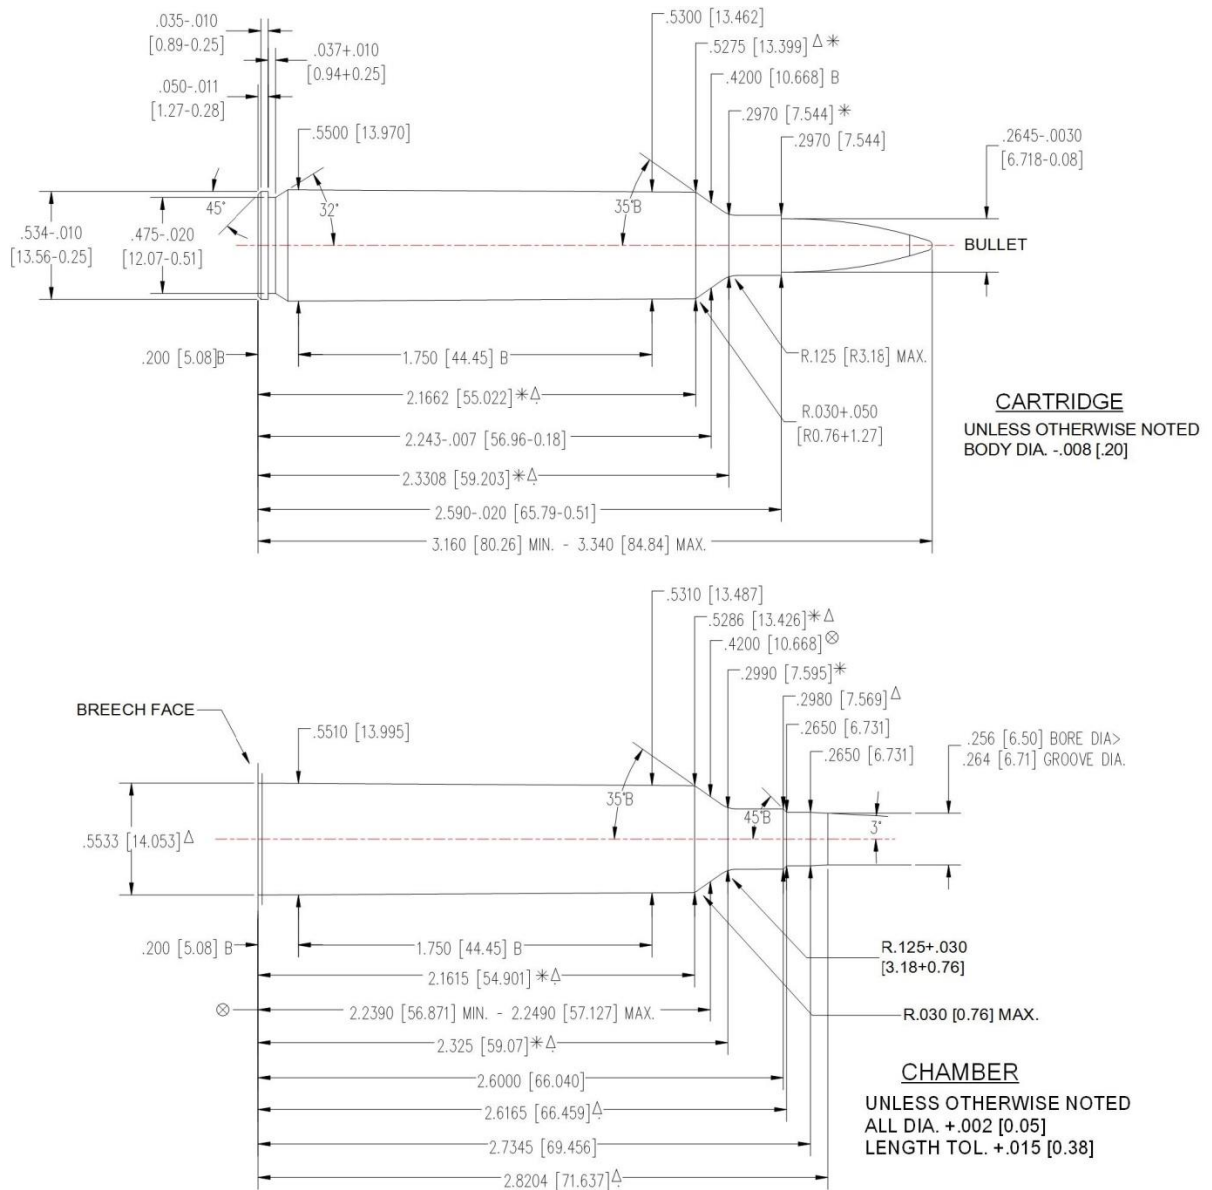 .035-.010
[0.89-0.25]
.037+.010
[0.94+0.25]
.050-.011
[1.27-0.28]
.5300 [13.462]
.5275 [13.399] Δ *
.4200 [10.668] B
.2970 [7.544] *
.2970 [7.544]
.2645-.0030
[6.718-0.08]
.5500 [13.970]
45°
32°
35°B
.534-.010
[13.56-0.25]
.475-.020
[12.07-0.51]
BULLET
.200 [5.08]B
1.750 [44.45] B
R.125 [R3.18] MAX.
2.1662 [55.022]*Δ
R.030+.050
[R0.76+1.27]
2.243-.007 [56.96-0.18]
2.3308 [59.203]*Δ
2.590-.020 [65.79-0.51]
3.160 [80.26] MIN. - 3.340 [84.84] MAX.
CARTRIDGE
UNLESS OTHERWISE NOTED
BODY DIA. -.008 [.20]
.5310 [13.487]
.5286 [13.426]*Δ
.4200 [10.668]⊗
.2990 [7.595]*
.2980 [7.569]Δ
.2650 [6.731]
.2650 [6.731]
.256 [6.50] BORE DIA>
.264 [6.71] GROOVE DIA.
BREECH FACE
.5510 [13.995]
35°B
45°B
3°
.5533 [14.053]Δ
.200 [5.08] B
1.750 [44.45] B
R.125+.030
[3.18+0.76]
2.1615 [54.901]*Δ
⊗ 2.2390 [56.871] MIN. - 2.2490 [57.127] MAX.
R.030 [0.76] MAX.
2.325 [59.07]*Δ
2.6000 [66.040]
2.6165 [66.459]Δ
2.7345 [69.456]
2.8204 [71.637]Δ
CHAMBER
UNLESS OTHERWISE NOTED
ALL DIA. +.002 [0.05]
LENGTH TOL. +.015 [0.38]